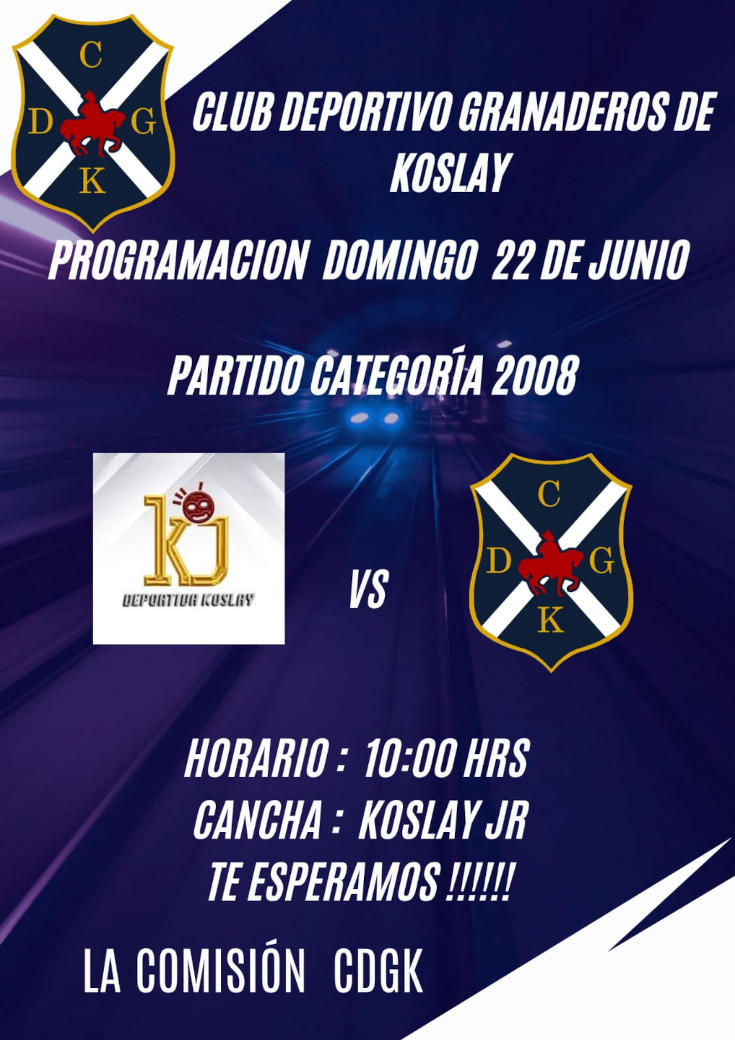 C
D G
K
CLUB DEPORTIVO GRANADEROS DE
KOSLAY
PROGRAMACION DOMINGO 22 DE JUNIO
PARTIDO CATEGORÍA 2008
KJ
DEPORTIVA KOSLAY
VS
C
D G
K
HORARIO : 10:00 HRS
CANCHA : KOSLAY JR
TE ESPERAMOS !!!!!!
LA COMISIÓN CDGK